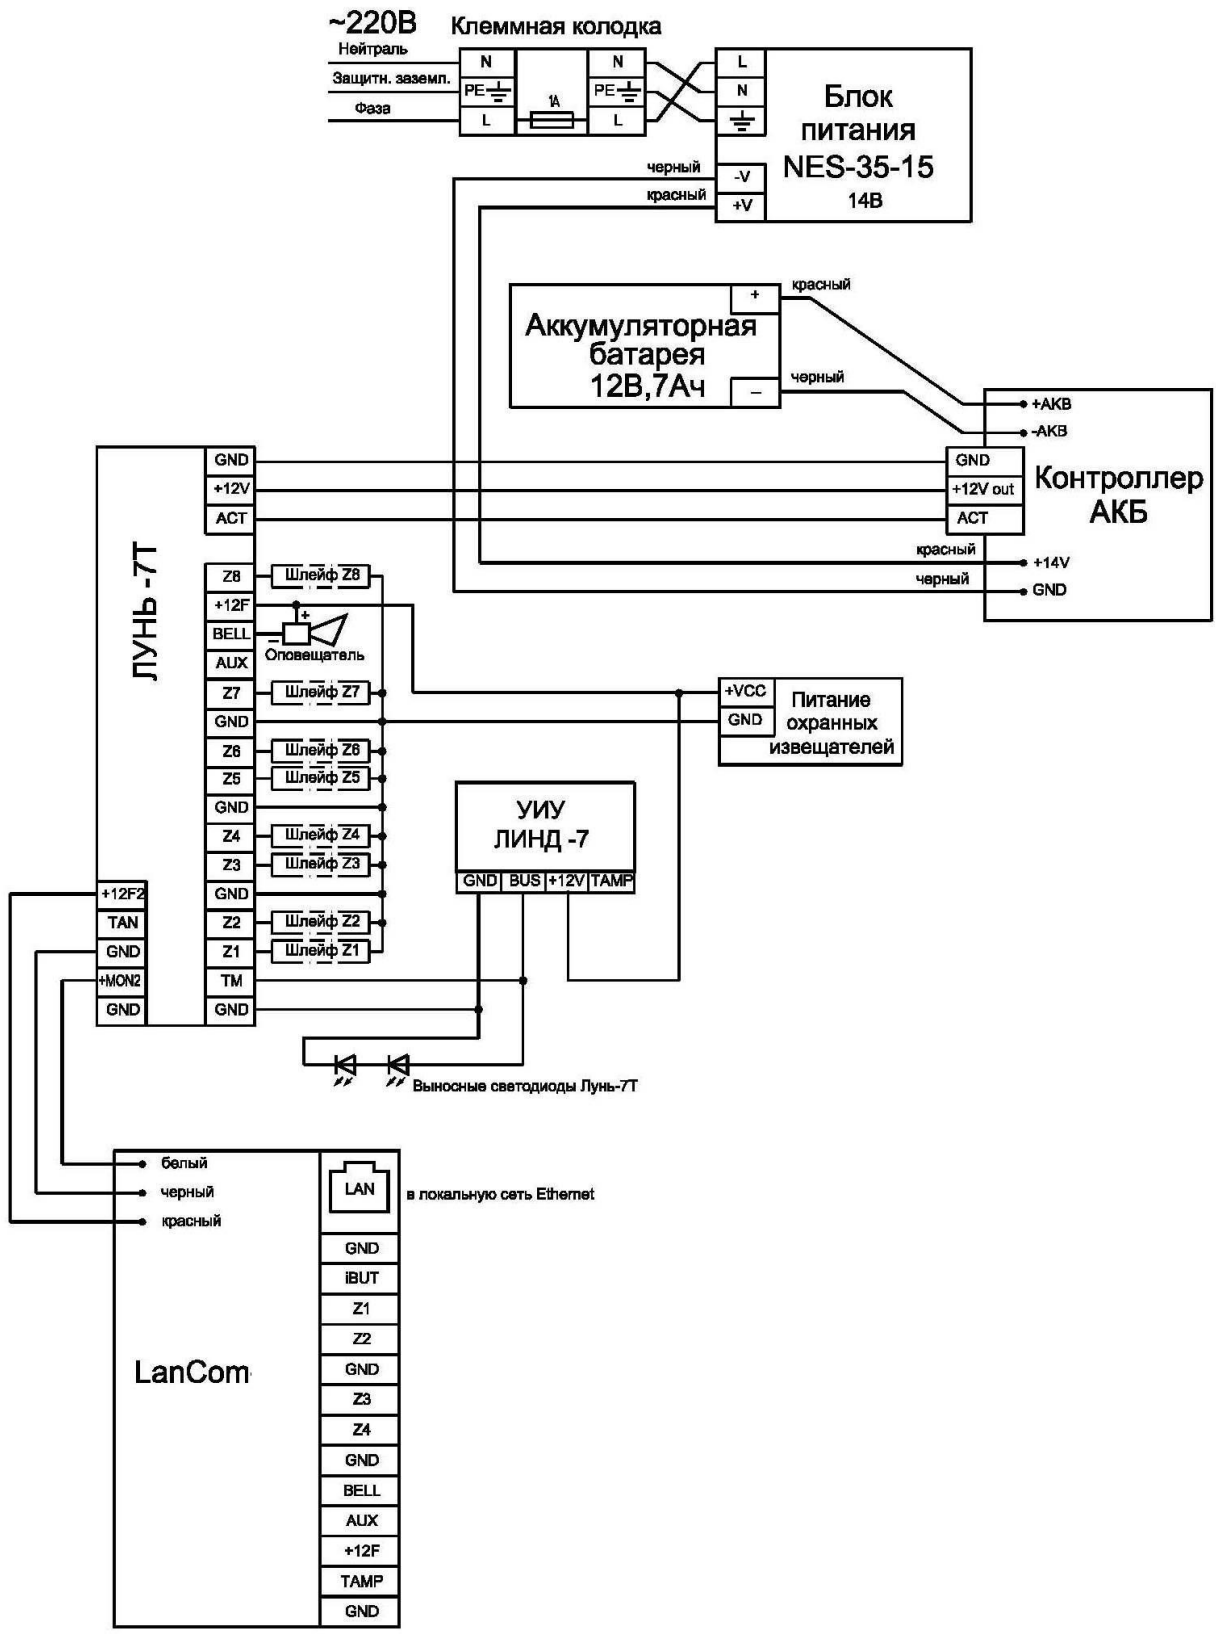 ~220В
Клеммная колодка
Нейтраль
Защитн. заземл.
Фаза
N
PE
L
1A
N
PE
L
L
N
Блок
питания
NES-35-15
14В
черный
-V
красный
+V
Аккумуляторная
батарея
12В,7Ач
+
–
красный
черный
+АКВ
-АКВ
GND
+12V out
ACT
Контроллер
АКБ
красный
+14V
черный
GND
ЛУНЬ -7Т
GND
+12V
ACT
Z8
Шлейф Z8
+12F
+
BELL
–
Оповещатель
AUX
Z7
Шлейф Z7
GND
Z6
Шлейф Z6
Z5
Шлейф Z5
GND
Z4
Шлейф Z4
Z3
Шлейф Z3
GND
Z2
Шлейф Z2
Z1
Шлейф Z1
TM
GND
+12F2
TAN
GND
+MON2
GND
+VCC
GND
Питание
охранных
извещателей
УИУ
ЛИНД -7
GND
BUS
+12V
TAMP
Выносные светодиоды Лунь-7Т
белый
черный
красный
LanCom
LAN
в локальную сеть Ethernet
GND
iBUT
Z1
Z2
GND
Z3
Z4
GND
BELL
AUX
+12F
TAMP
GND